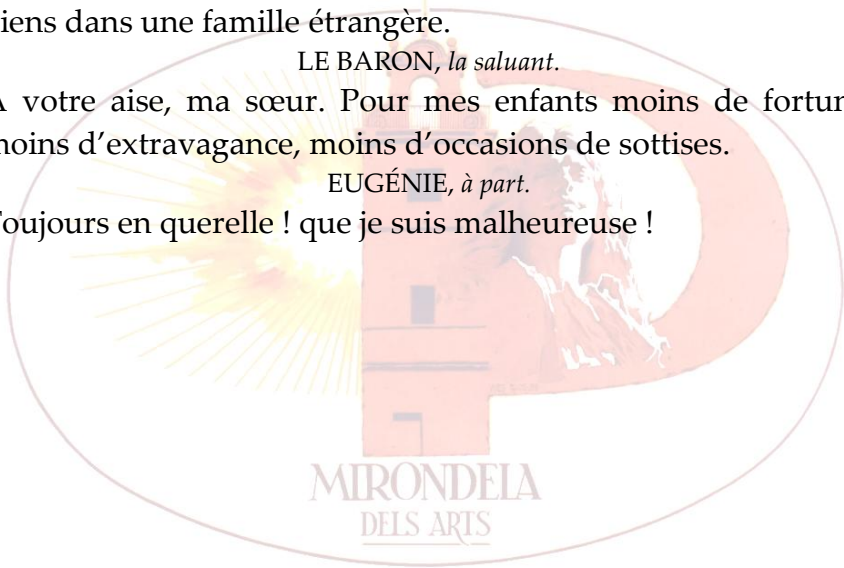 iens dans une famille étrangère.
LE BARON, la saluant.
votre aise, ma sœur. Pour mes enfants moins de fortun
moins d’extravagance, moins d’occasions de sottises.
EUGÉNIE, à part.
Toujours en querelle ! que je suis malheureuse !
MIRONDELA
DELS ARTS